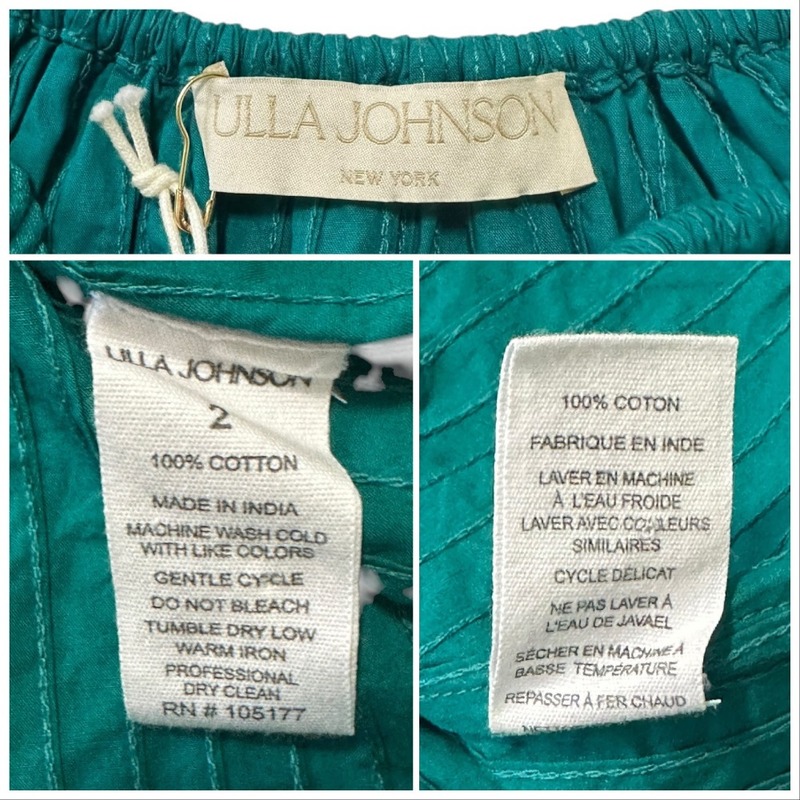 ULLA JOHNSON
NEW YORK
ULLA JOHNSON
2
100% COTTON
MADE IN INDIA
MACHINE WASH COLD
WITH LIKE COLORS
GENTLE CYCLE
DO NOT BLEACH
TUMBLE DRY LOW
WARM IRON
PROFESSIONAL
DRY CLEAN
RN # 105177
100% COTON
FABRIQUE EN INDE
LAVER EN MACHINE
À L'EAU FROIDE
LAVER AVEC COULEURS
SIMILAIRES
CYCLE DELICAT
NE PAS LAVER À
L'EAU DE JAVAEL
SÉCHER EN MACHINE À
BASSE TEMPÉRATURE
REPASSER À FER CHAUD